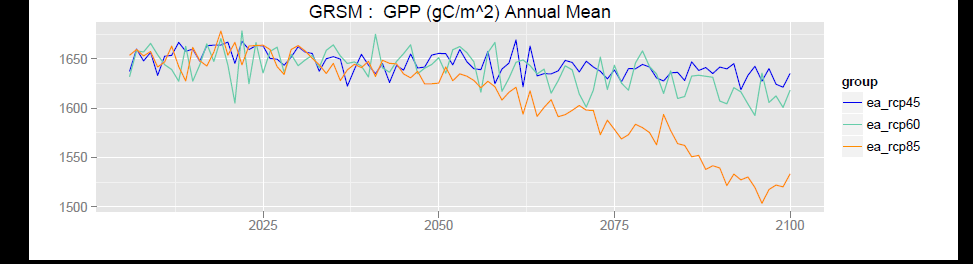 GRSM : GPP (gC/m^2) Annual Mean
1650
1600
1550
1500
2025
2050
2075
2100
group
ea_rcp45
ea_rcp60
ea_rcp85